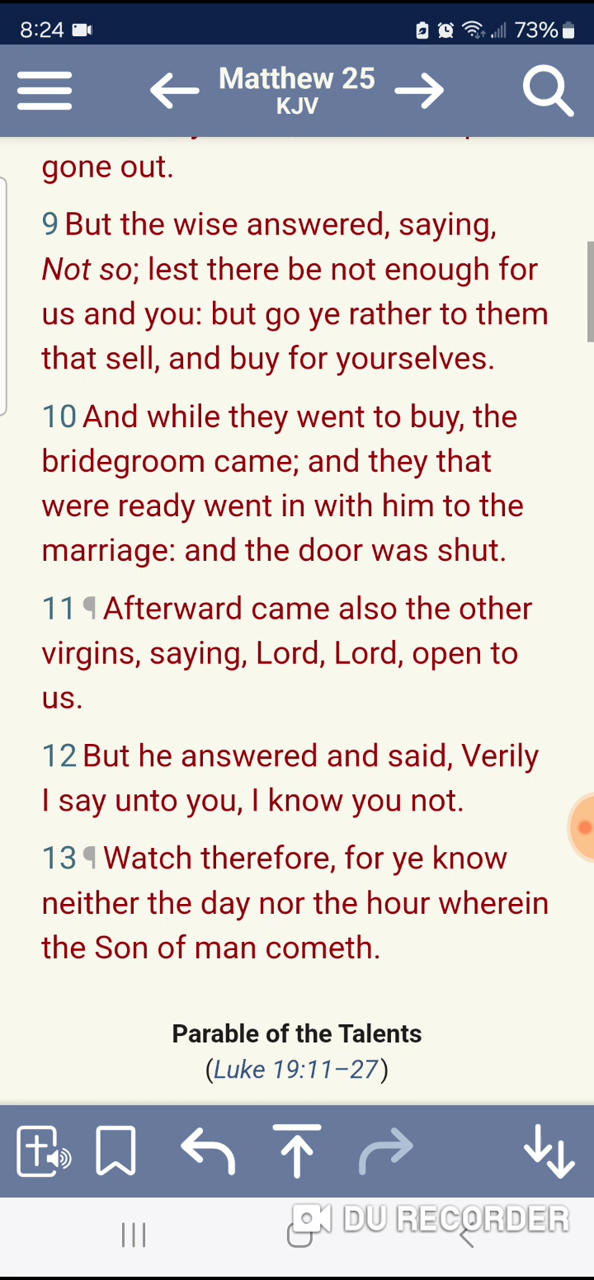 8:24 73%
Matthew 25
KJV
gone out.
9 But the wise answered, saying,
Not so; lest there be not enough for
us and you: but go ye rather to them
that sell, and buy for yourselves.
10 And while they went to buy, the
bridegroom came; and they that
were ready went in with him to the
marriage: and the door was shut.
11 ¶ Afterward came also the other
virgins, saying, Lord, Lord, open to
us.
12 But he answered and said, Verily
I say unto you, I know you not.
13 ¶ Watch therefore, for ye know
neither the day nor the hour wherein
the Son of man cometh.
Parable of the Talents
(Luke 19:11–27)
DU RECORDER